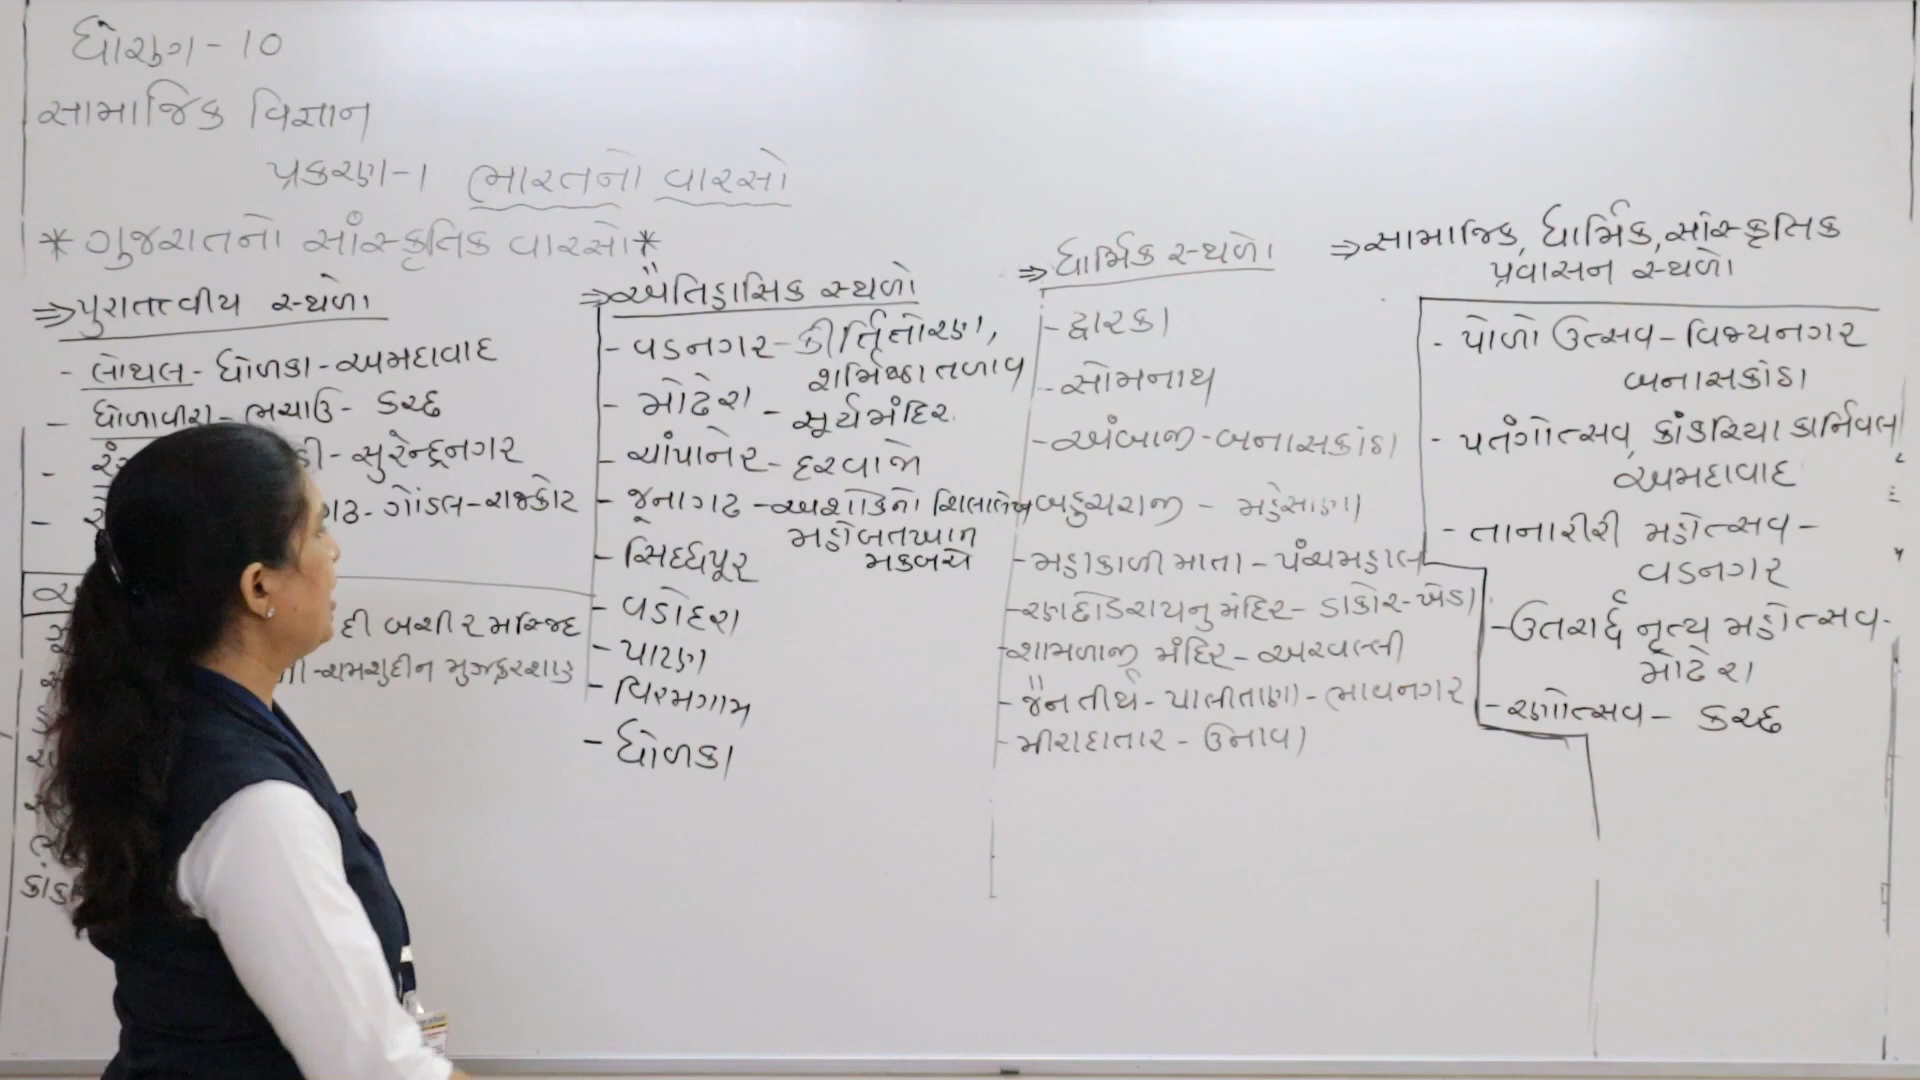 ધોરણ - 10
સામાજિક વિજ્ઞાન
પ્રકરણ-1 ભારતનો વારસો
* ગુજરાતનો સાંસ્કૃતિક વારસો *
⇒ પુરાતત્વીય સ્થળો
- લોથલ - ધોળકા - અમદાવાદ
- ધોળાવીરા - ભચાઉ - કચ્છ
- સુરેન્દ્રનગર
- ગોંડલ - રાજકોટ
દી બશીર મસ્જિદ
શમશુદીન મુઝફરશાહ
⇒ ઐતિહાસિક સ્થળો
- વડનગર - કીર્તિતોરણ,
શર્મિષ્ઠા તળાવ
- મોઢેરા - સૂર્યમંદિર
- ચાંપાનેર - દરવાજો
- જૂનાગઢ - અશોકનો શિલાલેખ
મહોબતખાન
મકબરો
- સિદ્ધપૂર
- વડોદરા
- પાટણ
- વિરમગામ
- ધોળકા
⇒ ધાર્મિક સ્થળો
- દ્વારકા
- સોમનાથ
- અંબાજી - બનાસકાંઠા
બહુચરાજી - મહેસાણા
- મહાકાળી માતા - પંચમહાલ
- રણછોડરાયનુ મંદિર - ડાકોર - ખેડા
- શામળાજી મંદિર - અરવલ્લી
- જૈન તીર્થ - પાલીતાણા - ભાવનગર
- મીરાદાતાર - ઉનાવા
⇒ સામાજિક, ધાર્મિક, સાંસ્કૃતિક
પ્રવાસન સ્થળો
- પોળો ઉત્સવ - વિજયનગર
બનાસકાંઠા
- પતંગોત્સવ, કાંકરિયા કાર્નિવલ
અમદાવાદ
- તાનારીરી મહોત્સવ -
વડનગર
- ઉતરાર્દ્ધ નૃત્ય મહોત્સવ -
મોઢેરા
- રણોત્સવ - કચ્છ